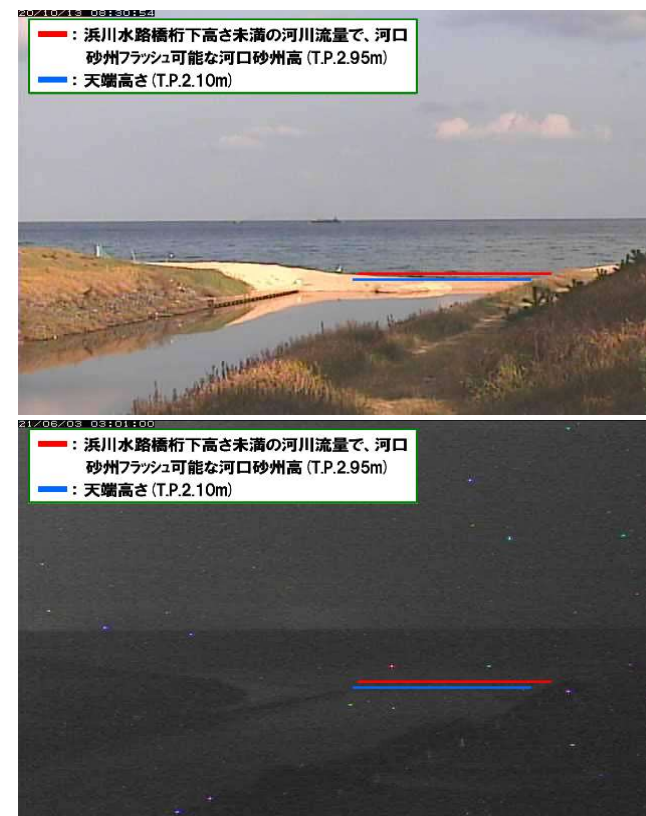 20/10/13 08:30:54
：浜川水路橋桁下高さ未満の河川流量で、河口
砂州フラッシュ可能な河口砂州高（T.P.2.95m）
：天端高さ（T.P.2.10m）
21/06/03 03:01:00
：浜川水路橋桁下高さ未満の河川流量で、河口
砂州フラッシュ可能な河口砂州高（T.P.2.95m）
：天端高さ（T.P.2.10m）